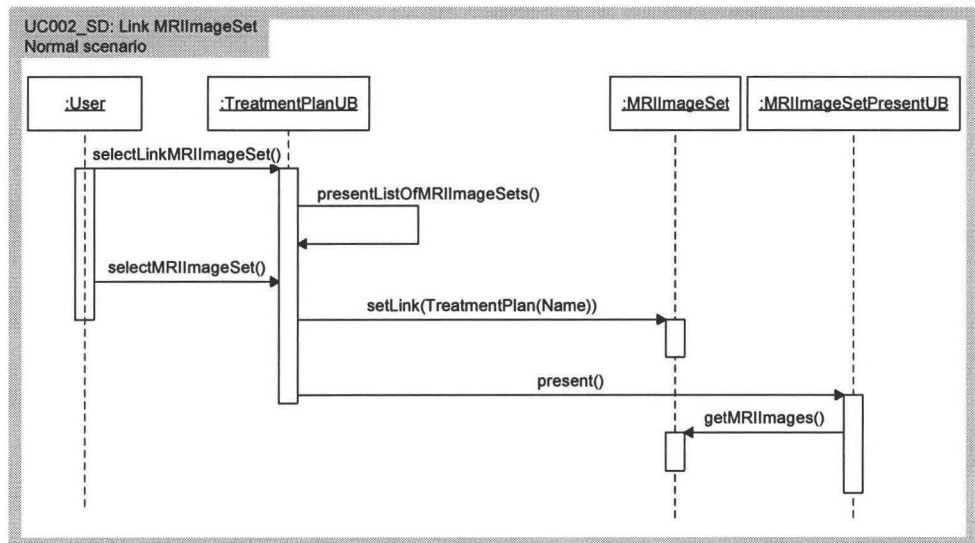 UC002_SD: Link MRIImageSet
Normal scenario
:User
:TreatmentPlanUB
:MRIImageSet
:MRIImageSetPresentUB
selectLinkMRIImageSet()
presentListOfMRIImageSets()
selectMRIImageSet()
setLink(TreatmentPlan(Name))
present()
getMRIImages()